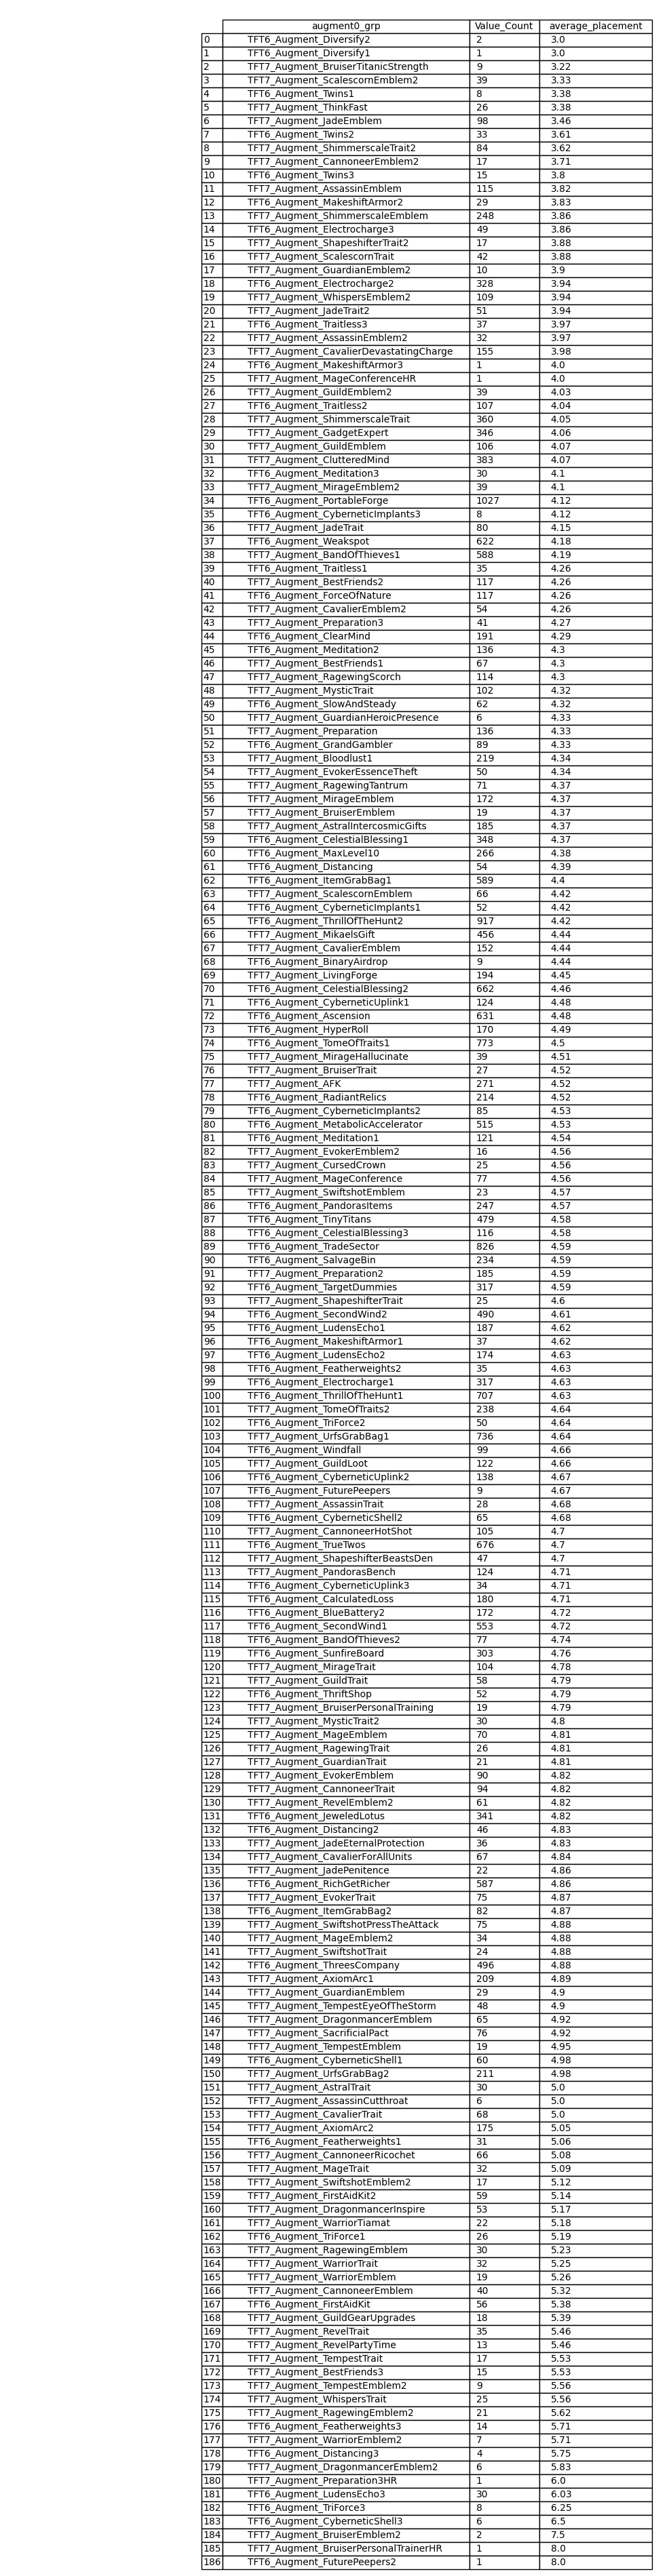 augment0_grp Value_Count average_placement
0 TFT6_Augment_Diversify2 2 3.0
1 TFT6_Augment_Diversify1 1 3.0
2 TFT7_Augment_BruiserTitanicStrength 9 3.22
3 TFT7_Augment_ScalescornEmblem2 39 3.33
4 TFT6_Augment_Twins1 8 3.38
5 TFT7_Augment_ThinkFast 26 3.38
6 TFT7_Augment_JadeEmblem 98 3.46
7 TFT6_Augment_Twins2 33 3.61
8 TFT7_Augment_ShimmerscaleTrait2 84 3.62
9 TFT7_Augment_CannoneerEmblem2 17 3.71
10 TFT6_Augment_Twins3 15 3.8
11 TFT7_Augment_AssassinEmblem 115 3.82
12 TFT6_Augment_MakeshiftArmor2 29 3.83
13 TFT7_Augment_ShimmerscaleEmblem 248 3.86
14 TFT6_Augment_Electrocharge3 49 3.86
15 TFT7_Augment_ShapeshifterTrait2 17 3.88
16 TFT7_Augment_ScalescornTrait 42 3.88
17 TFT7_Augment_GuardianEmblem2 10 3.9
18 TFT6_Augment_Electrocharge2 328 3.94
19 TFT7_Augment_WhispersEmblem2 109 3.94
20 TFT7_Augment_JadeTrait2 51 3.94
21 TFT6_Augment_Traitless3 37 3.97
22 TFT7_Augment_AssassinEmblem2 32 3.97
23 TFT7_Augment_CavalierDevastatingCharge 155 3.98
24 TFT6_Augment_MakeshiftArmor3 1 4.0
25 TFT7_Augment_MageConferenceHR 1 4.0
26 TFT7_Augment_GuildEmblem2 39 4.03
27 TFT6_Augment_Traitless2 107 4.04
28 TFT7_Augment_ShimmerscaleTrait 360 4.05
29 TFT7_Augment_GadgetExpert 346 4.06
30 TFT7_Augment_GuildEmblem 106 4.07
31 TFT7_Augment_ClutteredMind 383 4.07
32 TFT6_Augment_Meditation3 30 4.1
33 TFT7_Augment_MirageEmblem2 39 4.1
34 TFT6_Augment_PortableForge 1027 4.12
35 TFT6_Augment_CyberneticImplants3 8 4.12
36 TFT7_Augment_JadeTrait 80 4.15
37 TFT6_Augment_Weakspot 622 4.18
38 TFT7_Augment_BandOfThieves1 588 4.19
39 TFT6_Augment_Traitless1 35 4.26
40 TFT7_Augment_BestFriends2 117 4.26
41 TFT6_Augment_ForceOfNature 117 4.26
42 TFT7_Augment_CavalierEmblem2 54 4.26
43 TFT7_Augment_Preparation3 41 4.27
44 TFT6_Augment_ClearMind 191 4.29
45 TFT6_Augment_Meditation2 136 4.3
46 TFT7_Augment_BestFriends1 67 4.3
47 TFT7_Augment_RagewingScorch 114 4.3
48 TFT7_Augment_MysticTrait 102 4.32
49 TFT6_Augment_SlowAndSteady 62 4.32
50 TFT7_Augment_GuardianHeroicPresence 6 4.33
51 TFT7_Augment_Preparation 136 4.33
52 TFT6_Augment_GrandGambler 89 4.33
53 TFT7_Augment_Bloodlust1 219 4.34
54 TFT7_Augment_EvokerEssenceTheft 50 4.34
55 TFT7_Augment_RagewingTantrum 71 4.37
56 TFT7_Augment_MirageEmblem 172 4.37
57 TFT7_Augment_BruiserEmblem 19 4.37
58 TFT7_Augment_AstralIntercosmicGifts 185 4.37
59 TFT6_Augment_CelestialBlessing1 348 4.37
60 TFT6_Augment_MaxLevel10 266 4.38
61 TFT6_Augment_Distancing 54 4.39
62 TFT6_Augment_ItemGrabBag1 589 4.4
63 TFT7_Augment_ScalescornEmblem 66 4.42
64 TFT6_Augment_CyberneticImplants1 52 4.42
65 TFT6_Augment_ThrillOfTheHunt2 917 4.42
66 TFT7_Augment_MikaelsGift 456 4.44
67 TFT7_Augment_CavalierEmblem 152 4.44
68 TFT6_Augment_BinaryAirdrop 9 4.44
69 TFT7_Augment_LivingForge 194 4.45
70 TFT6_Augment_CelestialBlessing2 662 4.46
71 TFT6_Augment_CyberneticUplink1 124 4.48
72 TFT6_Augment_Ascension 631 4.48
73 TFT6_Augment_HyperRoll 170 4.49
74 TFT6_Augment_TomeOfTraits1 773 4.5
75 TFT7_Augment_MirageHallucinate 39 4.51
76 TFT7_Augment_BruiserTrait 27 4.52
77 TFT7_Augment_AFK 271 4.52
78 TFT6_Augment_RadiantRelics 214 4.52
79 TFT6_Augment_CyberneticImplants2 85 4.53
80 TFT6_Augment_MetabolicAccelerator 515 4.53
81 TFT6_Augment_Meditation1 121 4.54
82 TFT7_Augment_EvokerEmblem2 16 4.56
83 TFT7_Augment_CursedCrown 25 4.56
84 TFT7_Augment_MageConference 77 4.56
85 TFT7_Augment_SwiftshotEmblem 23 4.57
86 TFT6_Augment_PandorasItems 247 4.57
87 TFT6_Augment_TinyTitans 479 4.58
88 TFT6_Augment_CelestialBlessing3 116 4.58
89 TFT6_Augment_TradeSector 826 4.59
90 TFT6_Augment_SalvageBin 234 4.59
91 TFT7_Augment_Preparation2 185 4.59
92 TFT6_Augment_TargetDummies 317 4.59
93 TFT7_Augment_ShapeshifterTrait 25 4.6
94 TFT6_Augment_SecondWind2 490 4.61
95 TFT6_Augment_LudensEcho1 187 4.62
96 TFT6_Augment_MakeshiftArmor1 37 4.62
97 TFT6_Augment_LudensEcho2 174 4.63
98 TFT6_Augment_Featherweights2 35 4.63
99 TFT6_Augment_Electrocharge1 317 4.63
100 TFT6_Augment_ThrillOfTheHunt1 707 4.63
101 TFT7_Augment_TomeOfTraits2 238 4.64
102 TFT6_Augment_TriForce2 50 4.64
103 TFT7_Augment_UrfsGrabBag1 736 4.64
104 TFT6_Augment_Windfall 99 4.66
105 TFT7_Augment_GuildLoot 122 4.66
106 TFT6_Augment_CyberneticUplink2 138 4.67
107 TFT6_Augment_FuturePeepers 9 4.67
108 TFT7_Augment_AssassinTrait 28 4.68
109 TFT6_Augment_CyberneticShell2 65 4.68
110 TFT7_Augment_CannoneerHotShot 105 4.7
111 TFT6_Augment_TrueTwos 676 4.7
112 TFT7_Augment_ShapeshifterBeastsDen 47 4.7
113 TFT7_Augment_PandorasBench 124 4.71
114 TFT6_Augment_CyberneticUplink3 34 4.71
115 TFT6_Augment_CalculatedLoss 180 4.71
116 TFT6_Augment_BlueBattery2 172 4.72
117 TFT6_Augment_SecondWind1 553 4.72
118 TFT7_Augment_BandOfThieves2 77 4.74
119 TFT6_Augment_SunfireBoard 303 4.76
120 TFT7_Augment_MirageTrait 104 4.78
121 TFT7_Augment_GuildTrait 58 4.79
122 TFT6_Augment_ThriftShop 52 4.79
123 TFT7_Augment_BruiserPersonalTraining 19 4.79
124 TFT7_Augment_MysticTrait2 30 4.8
125 TFT7_Augment_MageEmblem 70 4.81
126 TFT7_Augment_RagewingTrait 26 4.81
127 TFT7_Augment_GuardianTrait 21 4.81
128 TFT7_Augment_EvokerEmblem 90 4.82
129 TFT7_Augment_CannoneerTrait 94 4.82
130 TFT7_Augment_RevelEmblem2 61 4.82
131 TFT6_Augment_JeweledLotus 341 4.82
132 TFT6_Augment_Distancing2 46 4.83
133 TFT7_Augment_JadeEternalProtection 36 4.83
134 TFT7_Augment_CavalierForAllUnits 67 4.84
135 TFT7_Augment_JadePenitence 22 4.86
136 TFT6_Augment_RichGetRicher 587 4.86
137 TFT7_Augment_EvokerTrait 75 4.87
138 TFT6_Augment_ItemGrabBag2 82 4.87
139 TFT7_Augment_SwiftshotPressTheAttack 75 4.88
140 TFT7_Augment_MageEmblem2 34 4.88
141 TFT7_Augment_SwiftshotTrait 24 4.88
142 TFT6_Augment_ThreesCompany 496 4.88
143 TFT7_Augment_AxiomArc1 209 4.89
144 TFT7_Augment_GuardianEmblem 29 4.9
145 TFT7_Augment_TempestEyeOfTheStorm 48 4.9
146 TFT7_Augment_DragonmancerEmblem 65 4.92
147 TFT7_Augment_SacrificialPact 76 4.92
148 TFT7_Augment_TempestEmblem 19 4.95
149 TFT6_Augment_CyberneticShell1 60 4.98
150 TFT7_Augment_UrfsGrabBag2 211 4.98
151 TFT7_Augment_AstralTrait 30 5.0
152 TFT7_Augment_AssassinCutthroat 6 5.0
153 TFT7_Augment_CavalierTrait 68 5.0
154 TFT7_Augment_AxiomArc2 175 5.05
155 TFT6_Augment_Featherweights1 31 5.06
156 TFT7_Augment_CannoneerRicochet 66 5.08
157 TFT7_Augment_MageTrait 32 5.09
158 TFT7_Augment_SwiftshotEmblem2 17 5.12
159 TFT7_Augment_FirstAidKit2 59 5.14
160 TFT7_Augment_DragonmancerInspire 53 5.17
161 TFT7_Augment_WarriorTiamat 22 5.18
162 TFT6_Augment_TriForce1 26 5.19
163 TFT7_Augment_RagewingEmblem 30 5.23
164 TFT7_Augment_WarriorTrait 32 5.25
165 TFT7_Augment_WarriorEmblem 19 5.26
166 TFT7_Augment_CannoneerEmblem 40 5.32
167 TFT6_Augment_FirstAidKit 56 5.38
168 TFT7_Augment_GuildGearUpgrades 18 5.39
169 TFT7_Augment_RevelTrait 35 5.46
170 TFT7_Augment_RevelPartyTime 13 5.46
171 TFT7_Augment_TempestTrait 17 5.53
172 TFT7_Augment_BestFriends3 15 5.53
173 TFT7_Augment_TempestEmblem2 9 5.56
174 TFT7_Augment_WhispersTrait 25 5.56
175 TFT7_Augment_RagewingEmblem2 21 5.62
176 TFT6_Augment_Featherweights3 14 5.71
177 TFT7_Augment_WarriorEmblem2 7 5.71
178 TFT6_Augment_Distancing3 4 5.75
179 TFT7_Augment_DragonmancerEmblem2 6 5.83
180 TFT7_Augment_Preparation3HR 1 6.0
181 TFT6_Augment_LudensEcho3 30 6.03
182 TFT6_Augment_TriForce3 8 6.25
183 TFT6_Augment_CyberneticShell3 6 6.5
184 TFT7_Augment_BruiserEmblem2 2 7.5
185 TFT7_Augment_BruiserPersonalTrainerHR 1 8.0
186 TFT6_Augment_FuturePeepers2 1 8.0